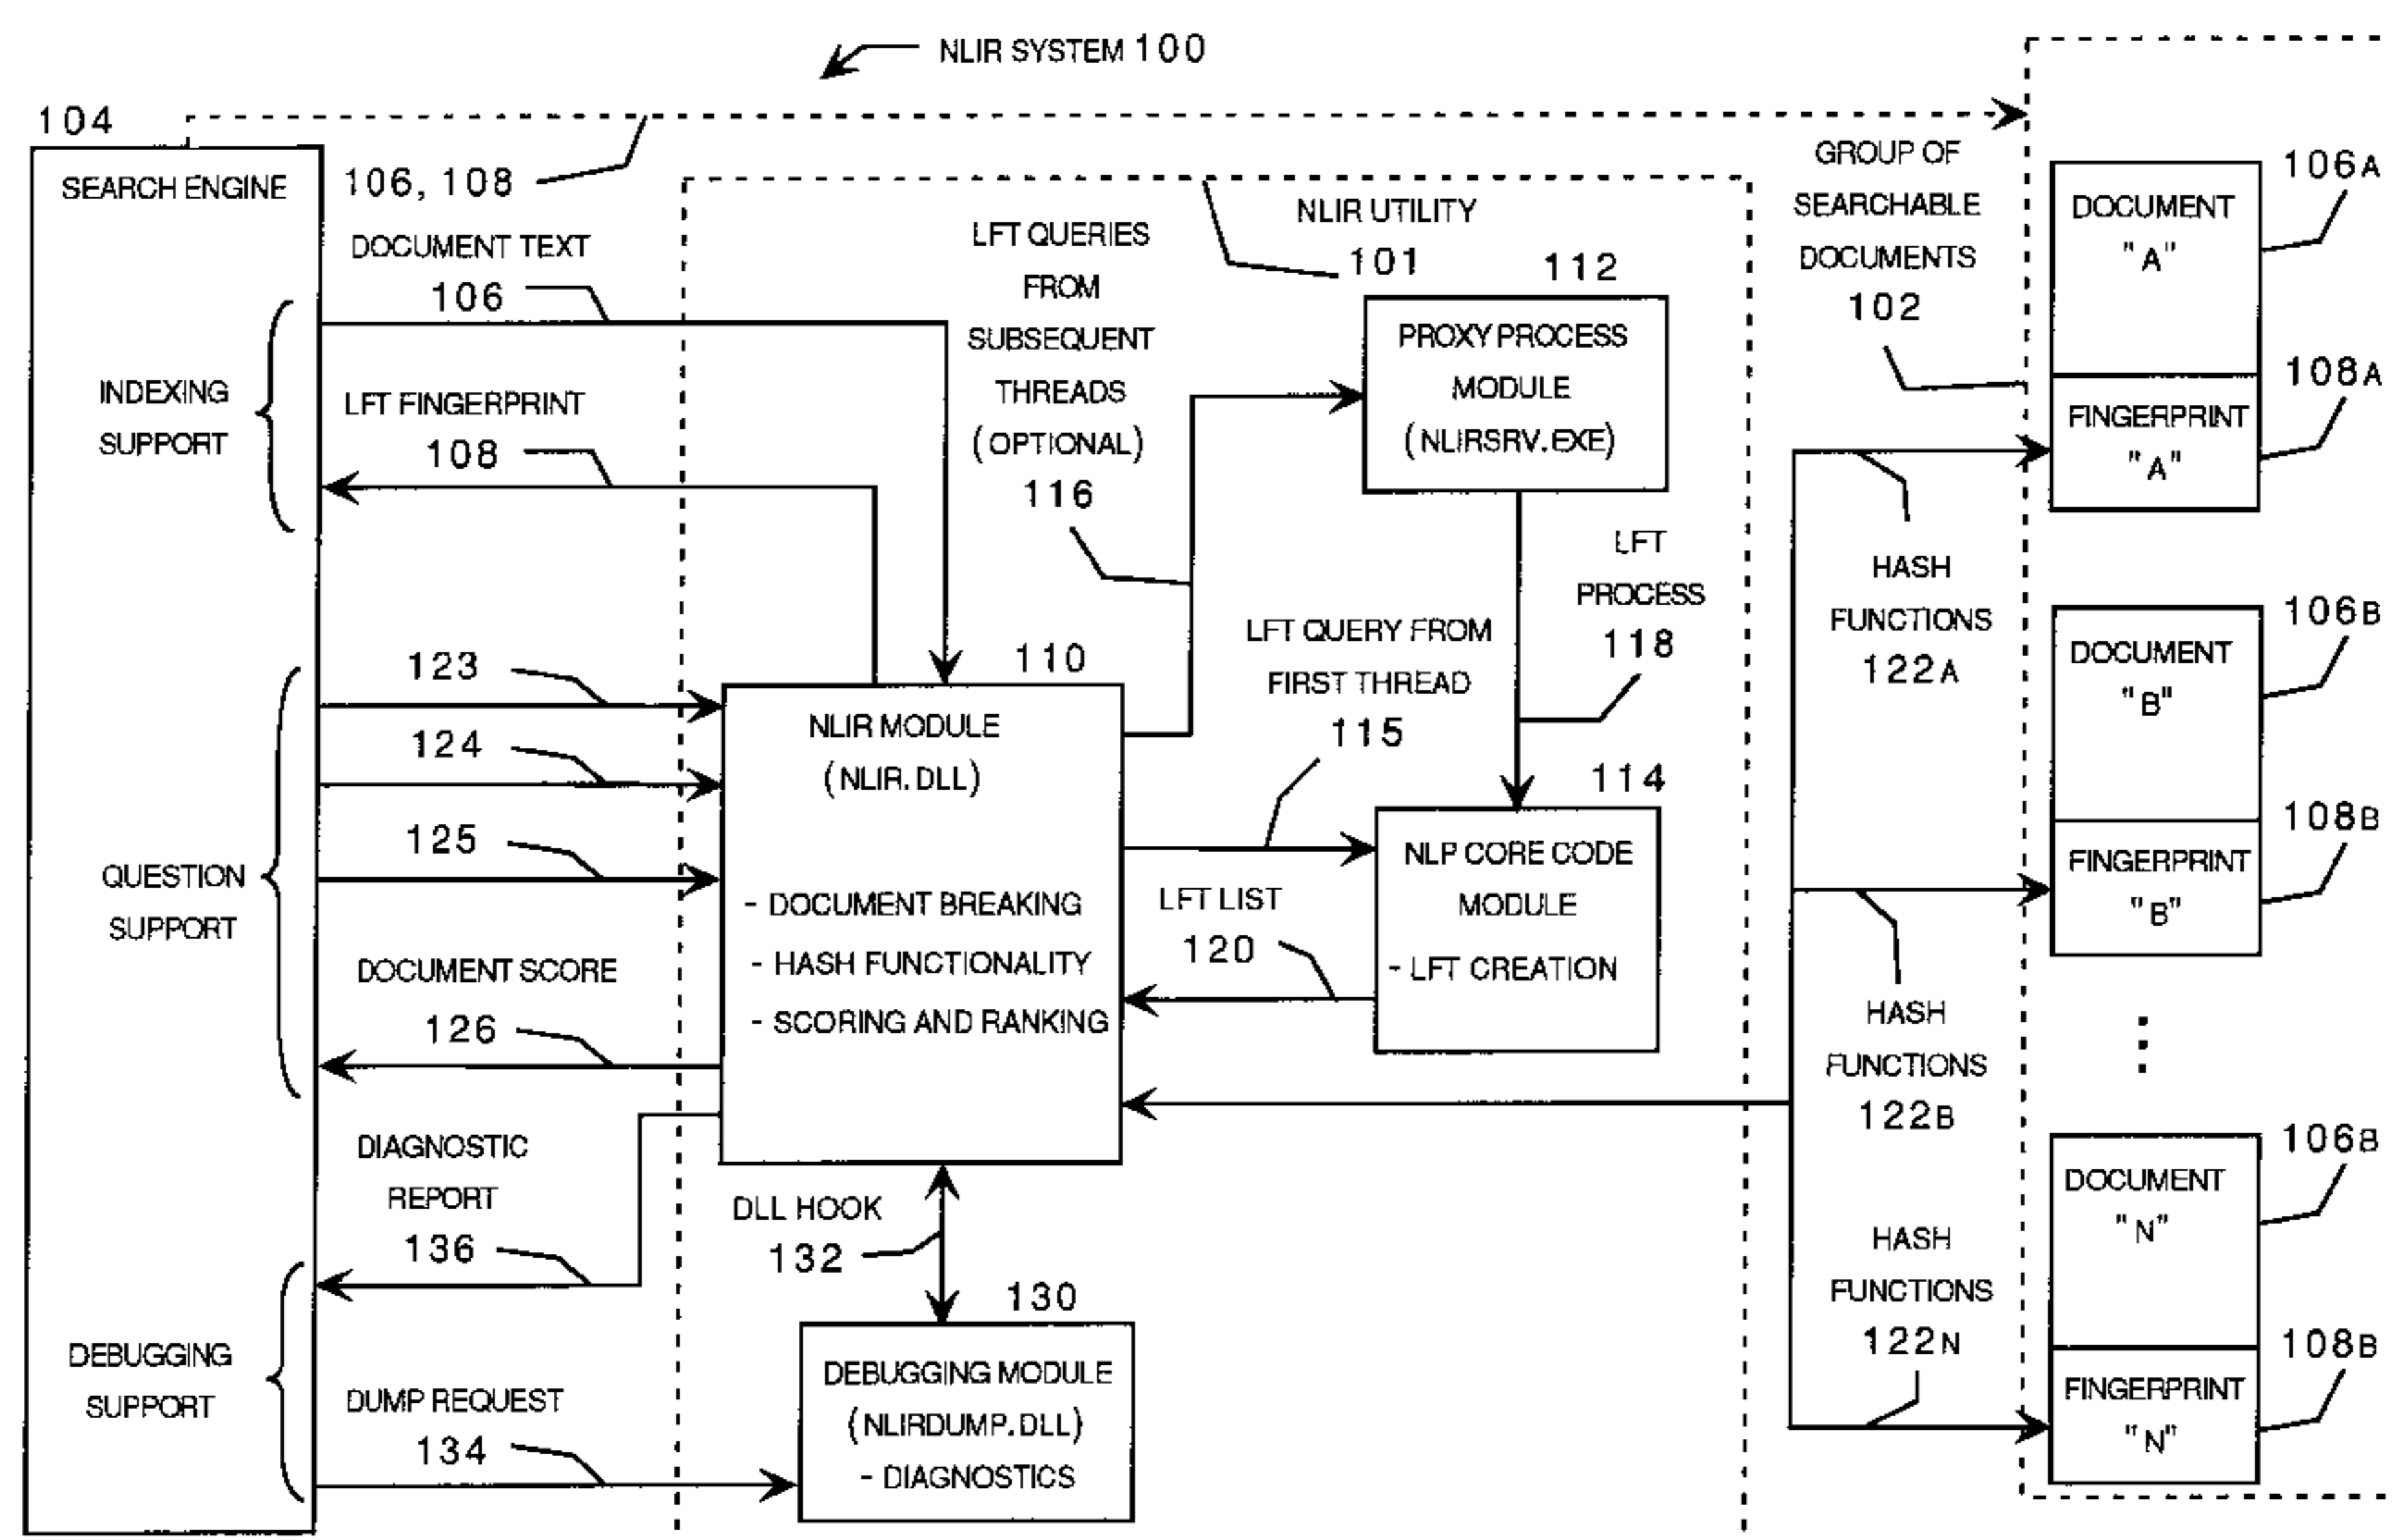 NLIR SYSTEM 100
104
SEARCH ENGINE
106, 108
DOCUMENT TEXT
106
INDEXING
SUPPORT
LFT FINGERPRINT
108
123
124
125
QUESTION
SUPPORT
DOCUMENT SCORE
126
DIAGNOSTIC
REPORT
136
DEBUGGING
SUPPORT
DUMP REQUEST
134
NLIR UTILITY
101
LFT QUERIES
FROM
SUBSEQUENT
THREADS
(OPTIONAL)
116
112
PROXY PROCESS
MODULE
(NLIRSRV.EXE)
LFT
PROCESS
118
110
NLIR MODULE
(NLIR.DLL)
- DOCUMENT BREAKING
- HASH FUNCTIONALITY
- SCORING AND RANKING
LFT QUERY FROM
FIRST THREAD
115
114
NLP CORE CODE
MODULE
- LFT CREATION
LFT LIST
120
DLL HOOK
132
130
DEBUGGING MODULE
(NLIRDUMP.DLL)
- DIAGNOSTICS
GROUP OF
SEARCHABLE
DOCUMENTS
102
HASH
FUNCTIONS
122A
HASH
FUNCTIONS
122B
HASH
FUNCTIONS
122N
106A
DOCUMENT
"A"
108A
FINGERPRINT
"A"
106B
DOCUMENT
"B"
108B
FINGERPRINT
"B"
106B
DOCUMENT
"N"
108B
FINGERPRINT
"N"